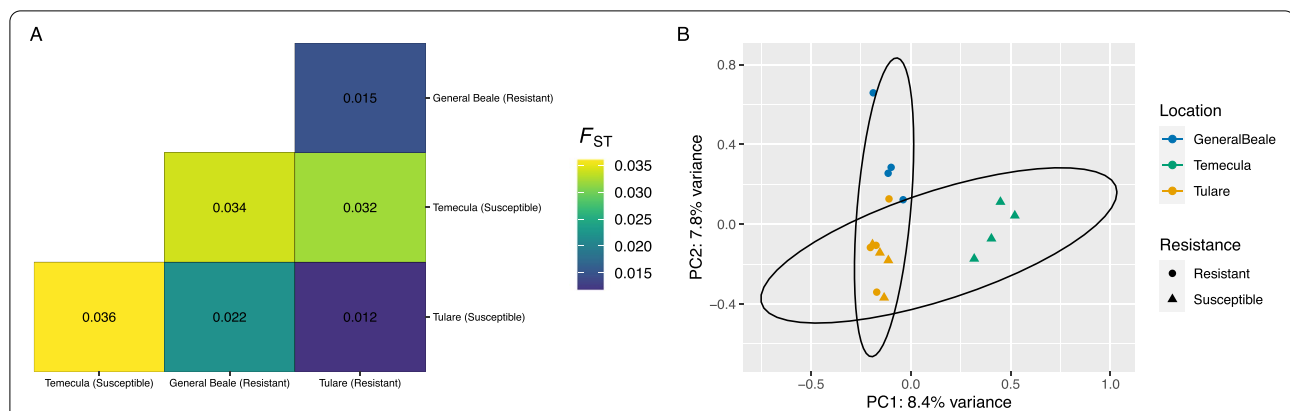 A
0.015
General Beale (Resistant)
0.034
0.032
Temecula (Susceptible)
0.036
0.022
0.012
Tulare (Susceptible)
Temecula (Susceptible)
General Beale (Resistant)
Tulare (Resistant)
FST
0.035
0.030
0.025
0.020
0.015
B
PC2: 7.8% variance
0.8
0.4
0.0
−0.4
−0.5
0.0
0.5
1.0
PC1: 8.4% variance
Location
GeneralBeale
Temecula
Tulare
Resistance
Resistant
Susceptible